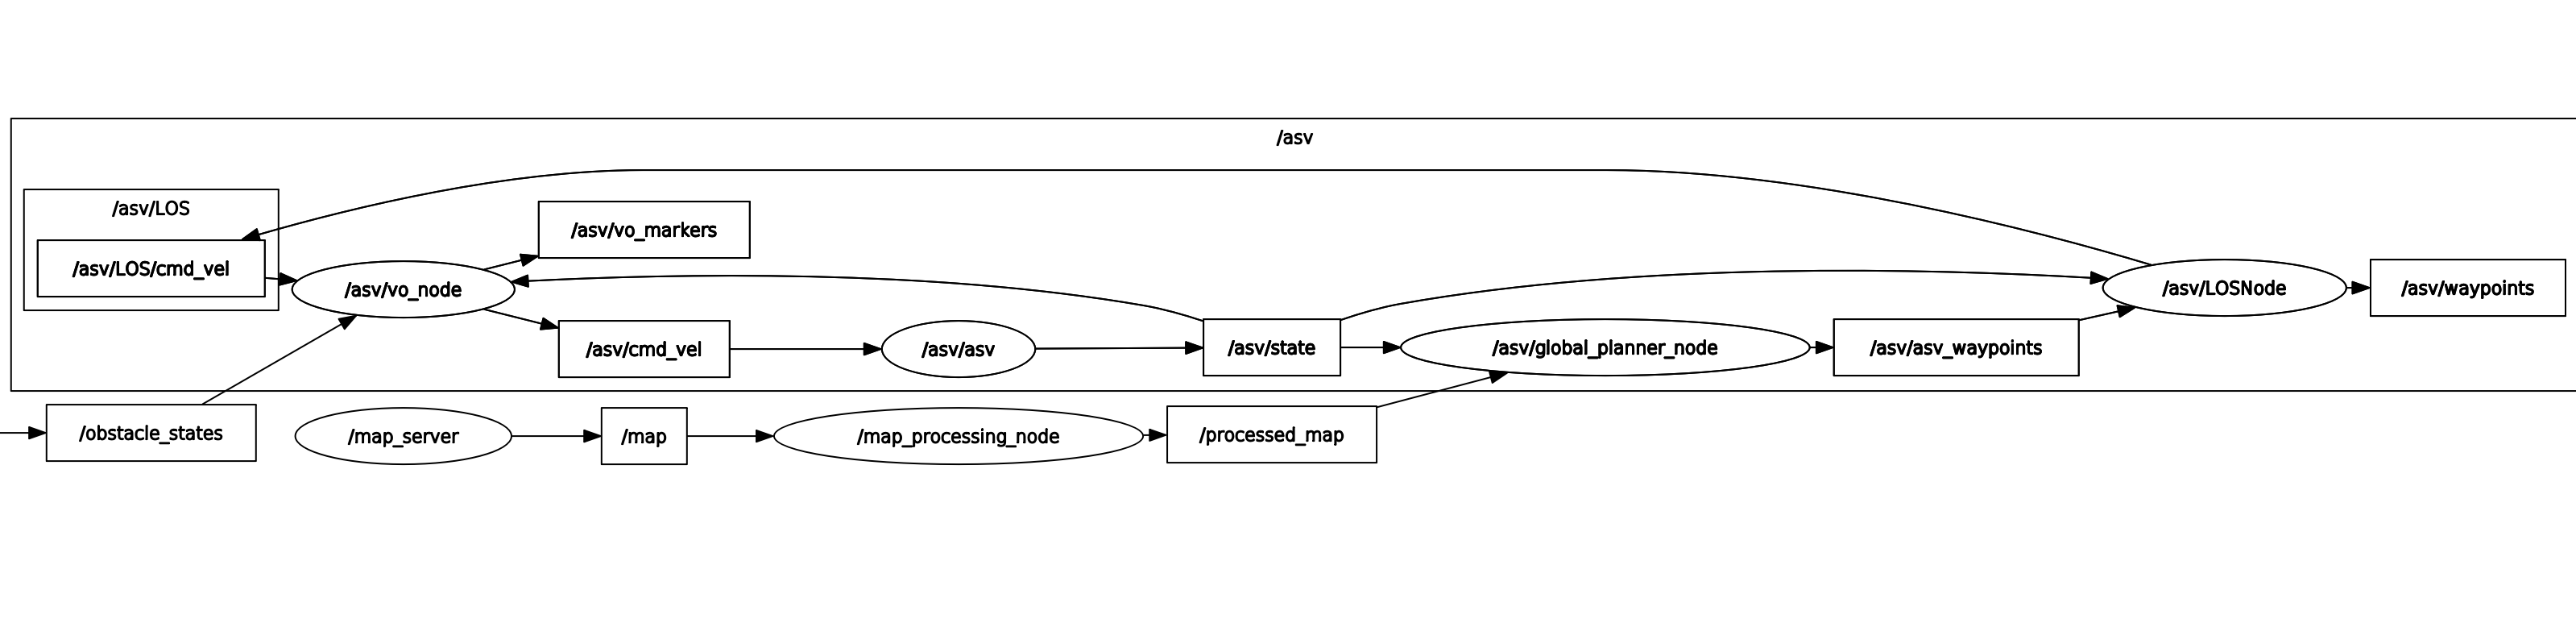 /asv
/asv/LOS
/asv/vo_markers
/asv/LOS/cmd_vel
/asv/vo_node
/asv/LOSNode
/asv/waypoints
/asv/cmd_vel
/asv/asv
/asv/state
/asv/global_planner_node
/asv/asv_waypoints
/obstacle_states
/map_server
/map
/map_processing_node
/processed_map